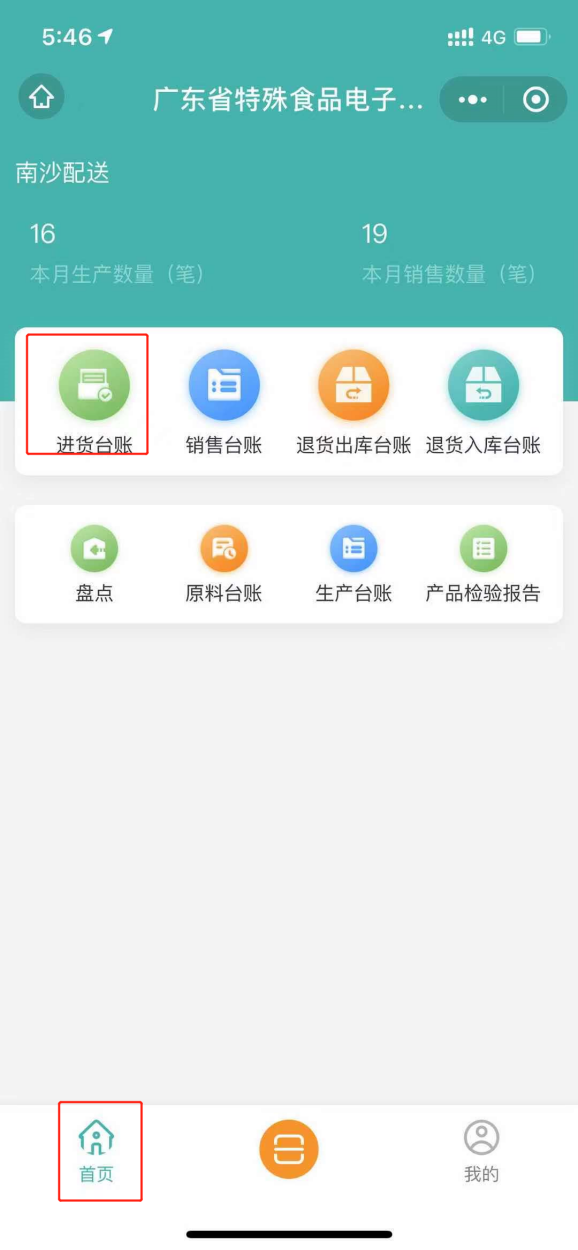 5:46
4G
广东省特殊食品电子...
南沙配送
16
19
本月生产数量（笔）
本月销售数量（笔）
进货台账
销售台账
退货出库台账
退货入库台账
盘点
原料台账
生产台账
产品检验报告
首页
我的